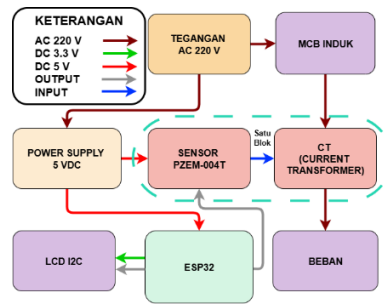 KETERANGAN
AC 220 V
DC 3.3 V
DC 5 V
OUTPUT
INPUT
TEGANGAN
AC 220 V
MCB INDUK
POWER SUPPLY
5 VDC
SENSOR
PZEM-004T
Satu
Blok
CT
(CURRENT
TRANSFORMER)
LCD I2C
ESP32
BEBAN